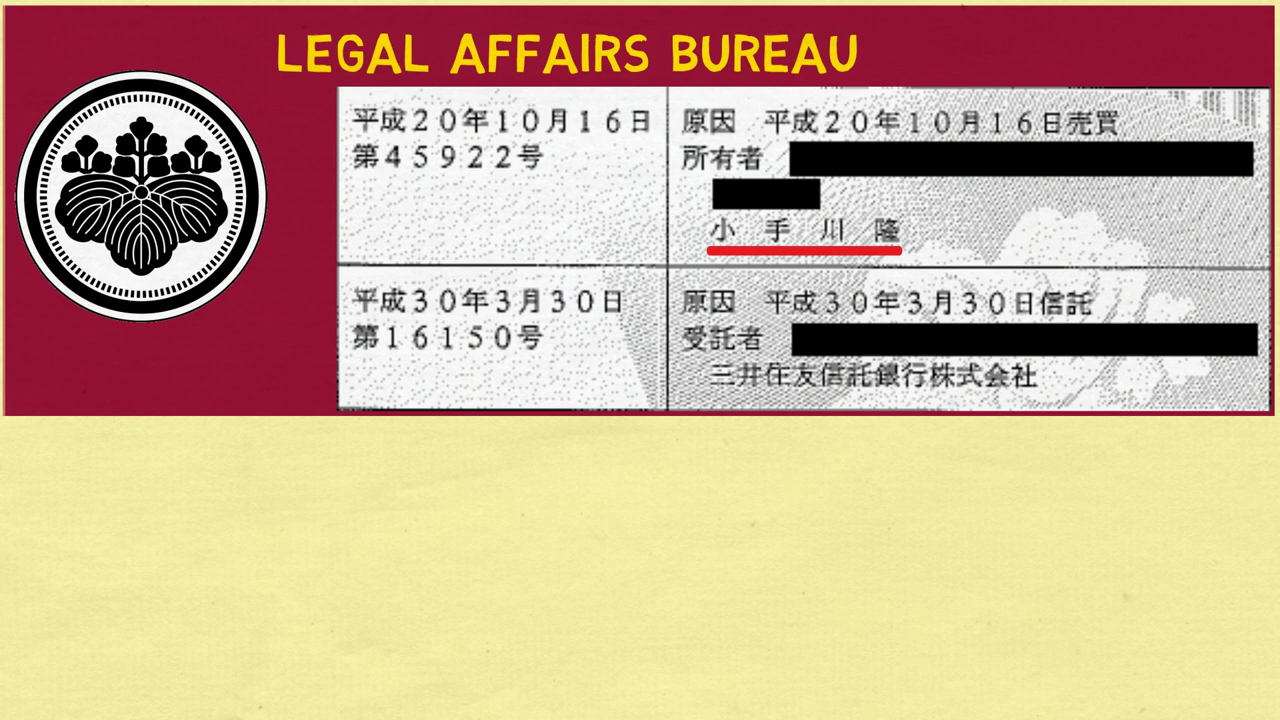 LEGAL AFFAIRS BUREAU
平成20年10月16日
第45922号
原因 平成20年10月16日売買
所有者
小手川隆
平成30年3月30日
第16150号
原因 平成30年3月30日信託
受託者
三井住友信託銀行株式会社